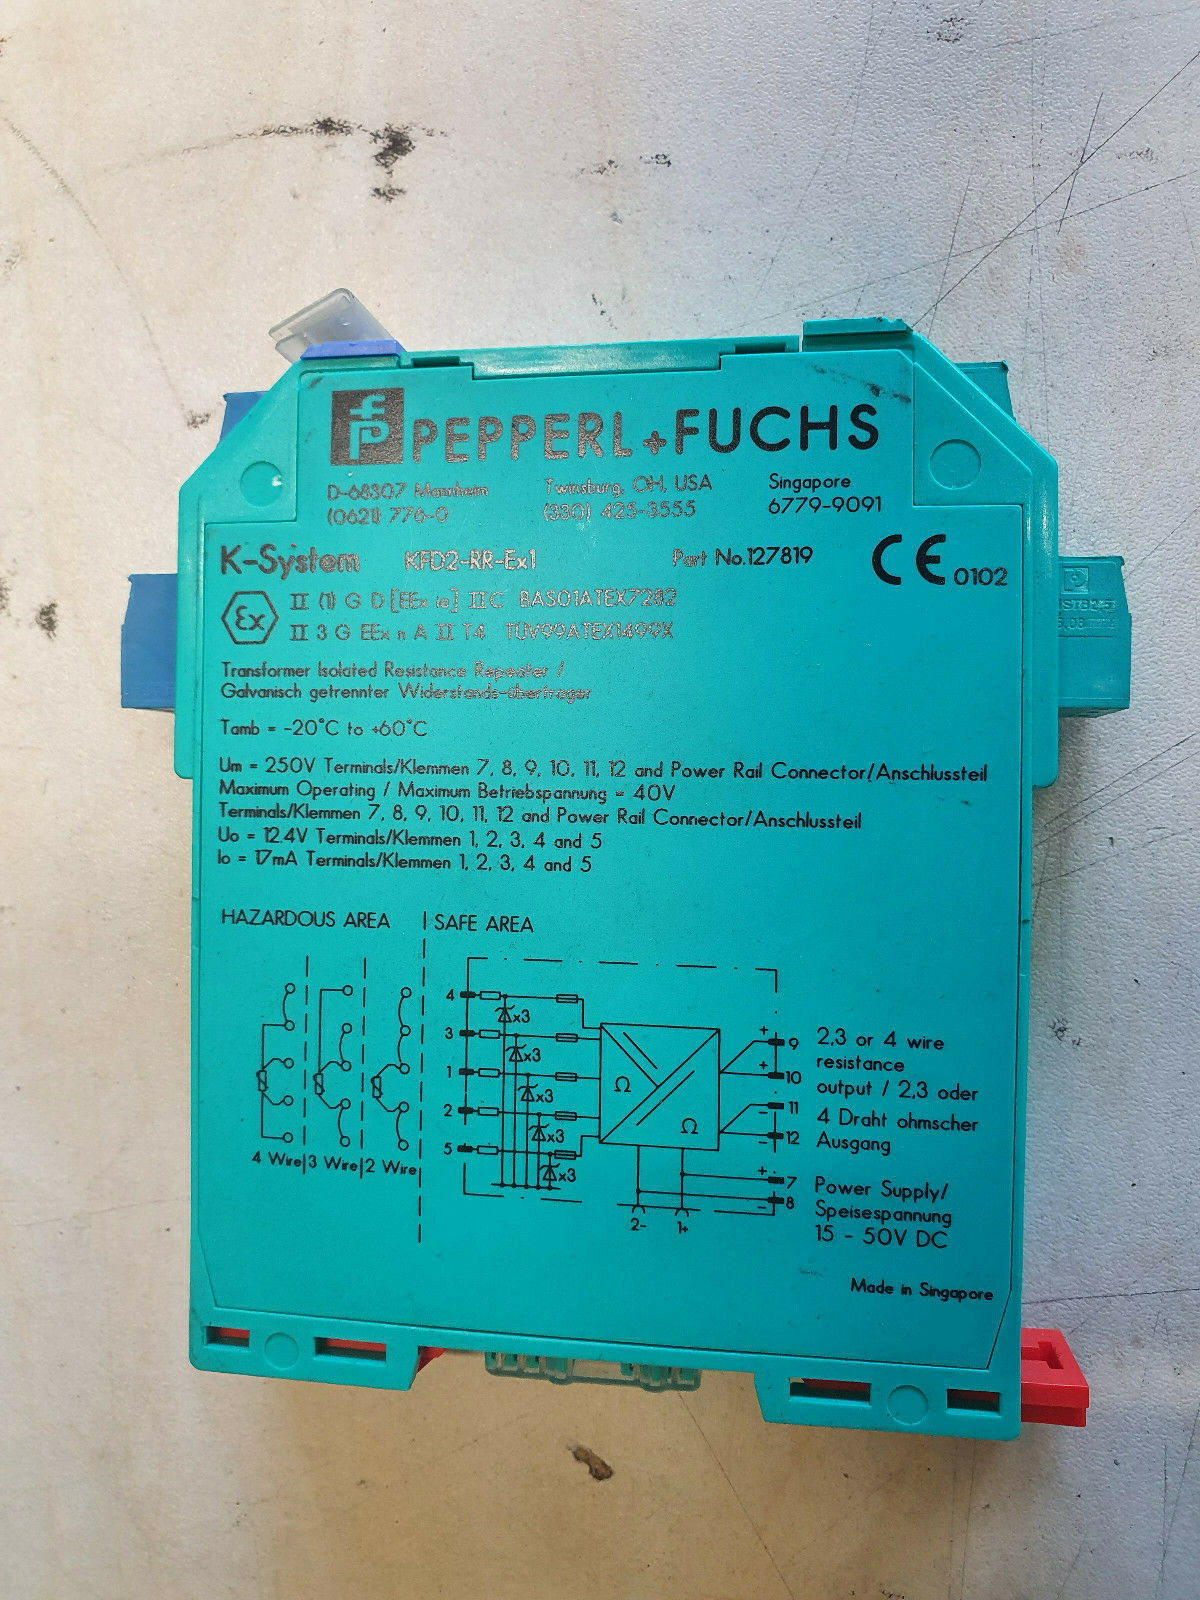 PEPPERL+FUCHS
D-68307 Mannheim
(0621) 776-0
Twinsburg, OH, USA
(330) 425-3555
Singapore
6779-9091
K-System KFD2-RR-Ex1 Part No.127819
CE 0102
Ex
II (1) G D [EEx ia] IIC BAS01ATEX7282
II 3 G EEx n A II T4 TUV99ATEX1499X
Transformer Isolated Resistance Repeater /
Galvanisch getrennter Widerstands-übertrager
Tamb = -20°C to +60°C
Um = 250V Terminals/Klemmen 7, 8, 9, 10, 11, 12 and Power Rail Connector/Anschlussteil
Maximum Operating / Maximum Betriebspannung = 40V
Terminals/Klemmen 7, 8, 9, 10, 11, 12 and Power Rail Connector/Anschlussteil
Uo = 12.4V Terminals/Klemmen 1, 2, 3, 4 and 5
Io = 17mA Terminals/Klemmen 1, 2, 3, 4 and 5
HAZARDOUS AREA | SAFE AREA
4
x3
3
x3
1
x3
2
x3
5
x3
Ω
Ω
+ 9
+ 10
- 11
- 12
2,3 or 4 wire
resistance
output / 2,3 oder
4 Draht ohmscher
Ausgang
4 Wire|3 Wire|2 Wire
+ 7
- 8
2- 1+
Power Supply/
Speisespannung
15 - 50V DC
Made in Singapore